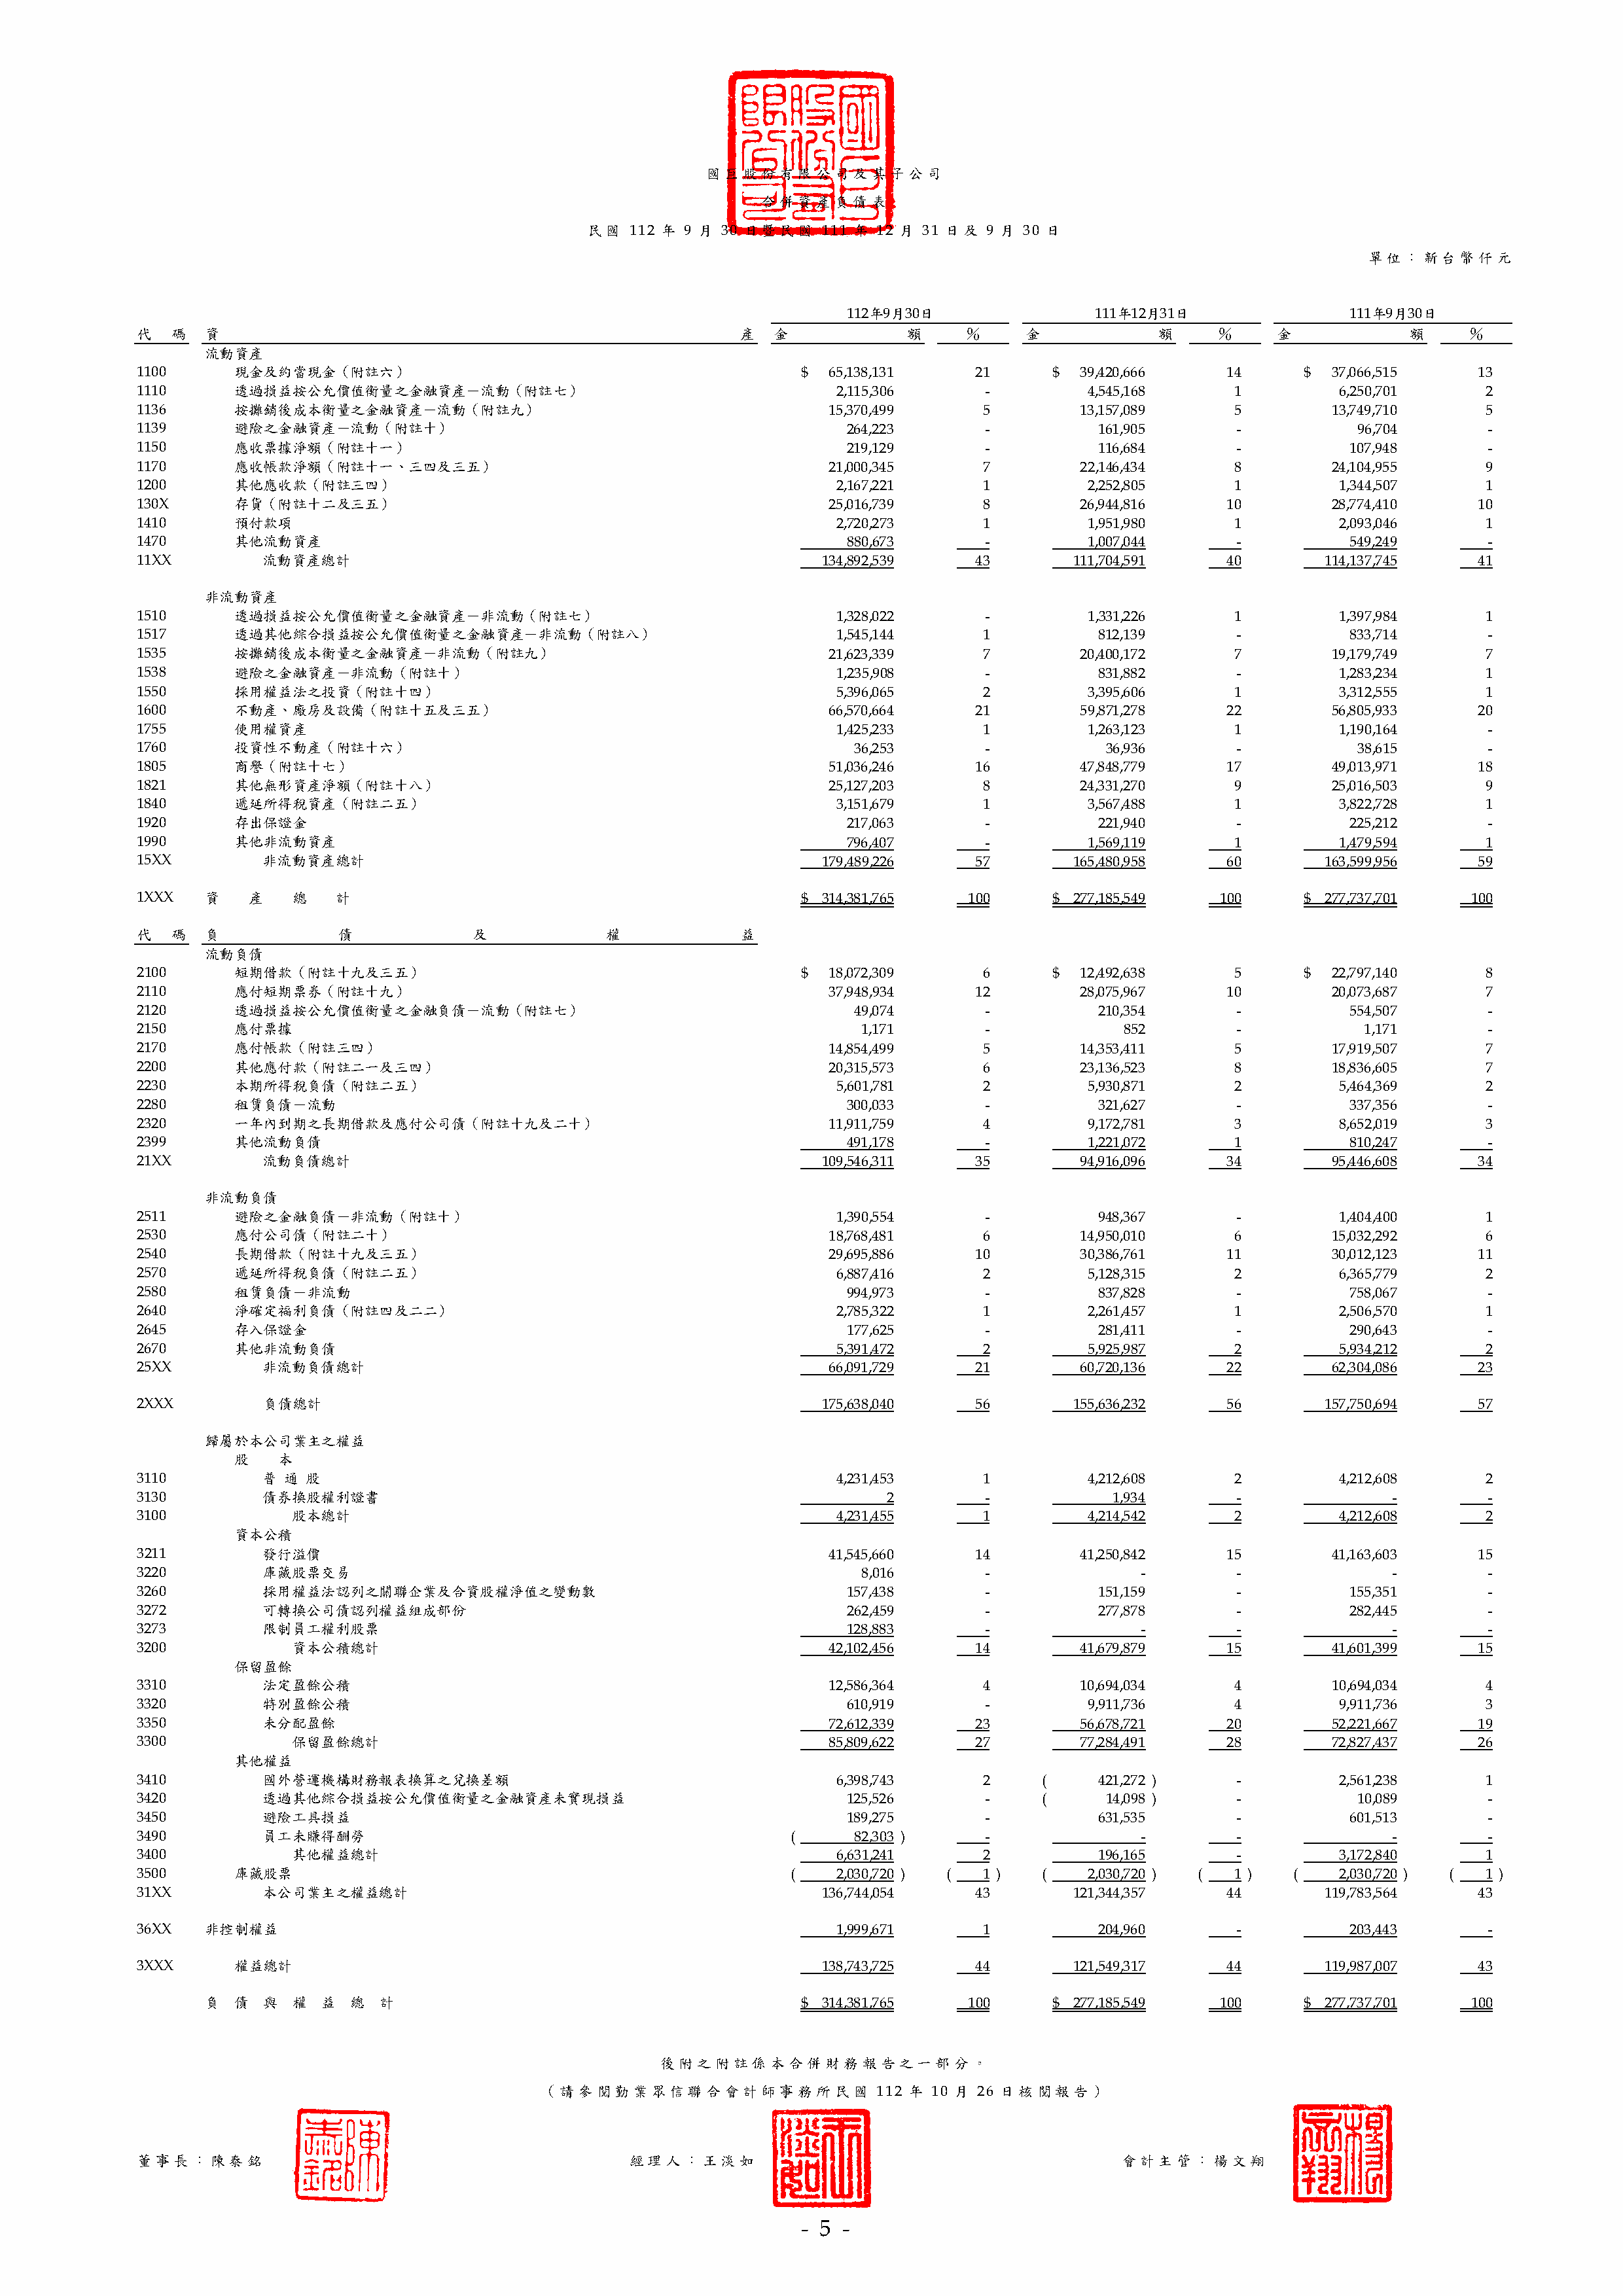 國巨股份有限公司及其子公司
合併資產負債表
民國 112 年 9 月 30 日暨民國 111 年 12 月 31 日及 9 月 30 日
單位：新台幣仟元
112年9月30日 111年12月31日 111年9月30日
代碼 資產 金額 % 金額 % 金額 %
流動資產
1100 現金及約當現金（附註六） $ 65,138,131 21 $ 39,420,666 14 $ 37,066,515 13
1110 透過損益按公允價值衡量之金融資產－流動（附註七） 2,115,306 - 4,545,168 1 6,250,701 2
1136 按攤銷後成本衡量之金融資產－流動（附註九） 15,370,499 5 13,157,089 5 13,749,710 5
1139 避險之金融資產－流動（附註十） 264,223 - 161,905 - 96,704 -
1150 應收票據淨額（附註十一） 219,129 - 116,684 - 107,948 -
1170 應收帳款淨額（附註十一、三四及三五） 21,000,345 7 22,146,434 8 24,104,955 9
1200 其他應收款（附註三四） 2,167,221 1 2,252,805 1 1,344,507 1
130X 存貨（附註十二及三五） 25,016,739 8 26,944,816 10 28,774,410 10
1410 預付款項 2,720,273 1 1,951,980 1 2,093,046 1
1470 其他流動資產 880,673 - 1,007,044 - 549,249 -
11XX 流動資產總計 134,892,539 43 111,704,591 40 114,137,745 41
非流動資產
1510 透過損益按公允價值衡量之金融資產－非流動（附註七） 1,328,022 - 1,331,226 1 1,397,984 1
1517 透過其他綜合損益按公允價值衡量之金融資產－非流動（附註八） 1,545,144 1 812,139 - 833,714 -
1535 按攤銷後成本衡量之金融資產－非流動（附註九） 21,623,339 7 20,400,172 7 19,179,749 7
1538 避險之金融資產－非流動（附註十） 1,235,908 - 831,882 - 1,283,234 1
1550 採用權益法之投資（附註十四） 5,396,065 2 3,395,606 1 3,312,555 1
1600 不動產、廠房及設備（附註十五及三五） 66,570,664 21 59,871,278 22 56,805,933 20
1755 使用權資產 1,425,233 1 1,263,123 1 1,190,164 -
1760 投資性不動產（附註十六） 36,253 - 36,936 - 38,615 -
1805 商譽（附註十七） 51,036,246 16 47,848,779 17 49,013,971 18
1821 其他無形資產淨額（附註十八） 25,127,203 8 24,331,270 9 25,016,503 9
1840 遞延所得稅資產（附註二五） 3,151,679 1 3,567,488 1 3,822,728 1
1920 存出保證金 217,063 - 221,940 - 225,212 -
1990 其他非流動資產 796,407 - 1,569,119 1 1,479,594 1
15XX 非流動資產總計 179,489,226 57 165,480,958 60 163,599,956 59
1XXX 資產總計 $ 314,381,765 100 $ 277,185,549 100 $ 277,737,701 100
代碼 負債及權益
流動負債
2100 短期借款（附註十九及三五） $ 18,072,309 6 $ 12,492,638 5 $ 22,797,140 8
2110 應付短期票券（附註十九） 37,948,934 12 28,075,967 10 20,073,687 7
2120 透過損益按公允價值衡量之金融負債－流動（附註七） 49,074 - 210,354 - 554,507 -
2150 應付票據 1,171 - 852 - 1,171 -
2170 應付帳款（附註三四） 14,854,499 5 14,353,411 5 17,919,507 7
2200 其他應付款（附註二一及三四） 20,315,573 6 23,136,523 8 18,836,605 7
2230 本期所得稅負債（附註二五） 5,601,781 2 5,930,871 2 5,464,369 2
2280 租賃負債－流動 300,033 - 321,627 - 337,356 -
2320 一年內到期之長期借款及應付公司債（附註十九及二十） 11,911,759 4 9,172,781 3 8,652,019 3
2399 其他流動負債 491,178 - 1,221,072 1 810,247 -
21XX 流動負債總計 109,546,311 35 94,916,096 34 95,446,608 34
非流動負債
2511 避險之金融負債－非流動（附註十） 1,390,554 - 948,367 - 1,404,400 1
2530 應付公司債（附註二十） 18,768,481 6 14,950,010 6 15,032,292 6
2540 長期借款（附註十九及三五） 29,695,886 10 30,386,761 11 30,012,123 11
2570 遞延所得稅負債（附註二五） 6,887,416 2 5,128,315 2 6,365,779 2
2580 租賃負債－非流動 994,973 - 837,828 - 758,067 -
2640 淨確定福利負債（附註四及二二） 2,785,322 1 2,261,457 1 2,506,570 1
2645 存入保證金 177,625 - 281,411 - 290,643 -
2670 其他非流動負債 5,391,472 2 5,925,987 2 5,934,212 2
25XX 非流動負債總計 66,091,729 21 60,720,136 22 62,304,086 23
2XXX 負債總計 175,638,040 56 155,636,232 56 157,750,694 57
歸屬於本公司業主之權益
股本
3110 普通股 4,231,453 1 4,212,608 2 4,212,608 2
3130 債券換股權利證書 2 - 1,934 - - -
3100 股本總計 4,231,455 1 4,214,542 2 4,212,608 2
資本公積
3211 發行溢價 41,545,660 14 41,250,842 15 41,163,603 15
3220 庫藏股票交易 8,016 - - - - -
3260 採用權益法認列之關聯企業及合資股權淨值之變動數 157,438 - 151,159 - 155,351 -
3272 可轉換公司債認列權益組成部份 262,459 - 277,878 - 282,445 -
3273 限制員工權利股票 128,883 - - - - -
3200 資本公積總計 42,102,456 14 41,679,879 15 41,601,399 15
保留盈餘
3310 法定盈餘公積 12,586,364 4 10,694,034 4 10,694,034 4
3320 特別盈餘公積 610,919 - 9,911,736 4 9,911,736 3
3350 未分配盈餘 72,612,339 23 56,678,721 20 52,221,667 19
3300 保留盈餘總計 85,809,622 27 77,284,491 28 72,827,437 26
其他權益
3410 國外營運機構財務報表換算之兌換差額 6,398,743 2 ( 421,272 ) - 2,561,238 1
3420 透過其他綜合損益按公允價值衡量之金融資產未實現損益 125,526 - ( 14,098 ) - 10,089 -
3450 避險工具損益 189,275 - 631,535 - 601,513 -
3490 員工未賺得酬勞 ( 82,303 ) - - - - -
3400 其他權益總計 6,631,241 2 196,165 - 3,172,840 1
3500 庫藏股票 ( 2,030,720 ) ( 1 ) ( 2,030,720 ) ( 1 ) ( 2,030,720 ) ( 1 )
31XX 本公司業主之權益總計 136,744,054 43 121,344,357 44 119,783,564 43
36XX 非控制權益 1,999,671 1 204,960 - 203,443 -
3XXX 權益總計 138,743,725 44 121,549,317 44 119,987,007 43
負債與權益總計 $ 314,381,765 100 $ 277,185,549 100 $ 277,737,701 100
後附之附註係本合併財務報告之一部分。
（請參閱勤業眾信聯合會計師事務所民國 112 年 10 月 26 日核閱報告）
董事長：陳泰銘 經理人：王淡如 會計主管：楊文翔
- 5 -